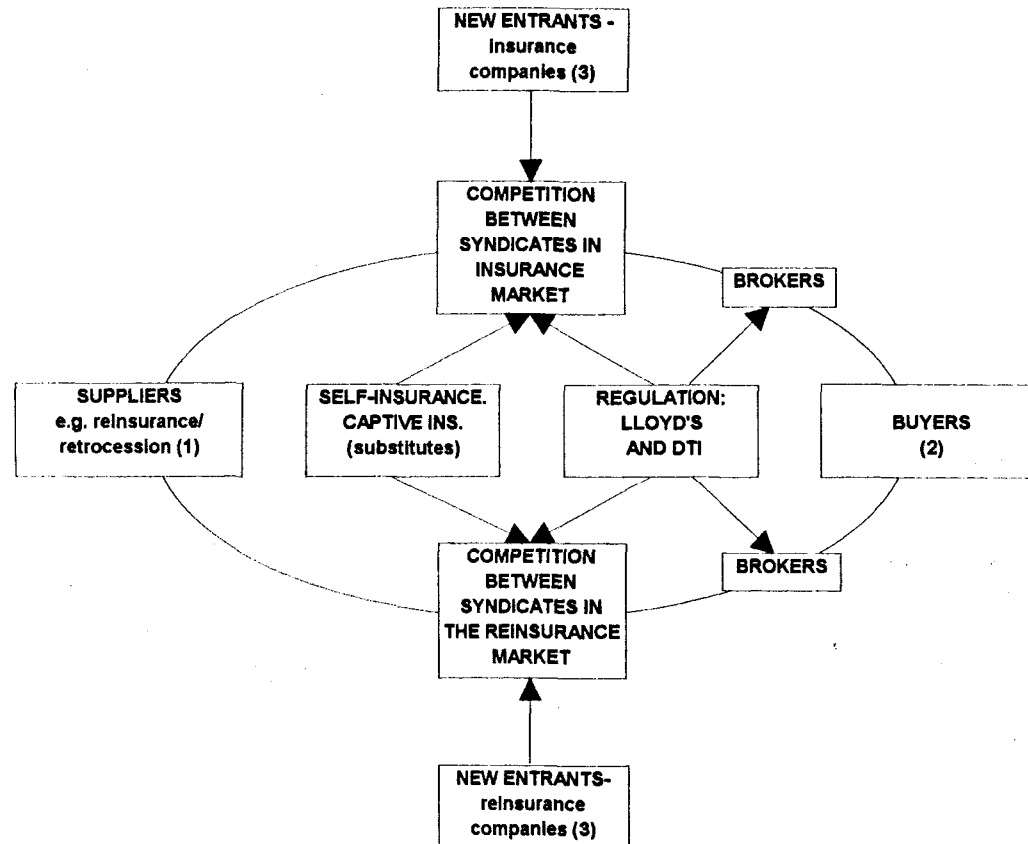 NEW ENTRANTS -
Insurance
companies (3)
COMPETITION
BETWEEN
SYNDICATES IN
INSURANCE
MARKET
BROKERS
SUPPLIERS
e.g. reinsurance/
retrocession (1)
SELF-INSURANCE.
CAPTIVE INS.
(substitutes)
REGULATION:
LLOYD'S
AND DTI
BUYERS
(2)
COMPETITION
BETWEEN
SYNDICATES IN
THE REINSURANCE
MARKET
BROKERS
NEW ENTRANTS-
reinsurance
companies (3)